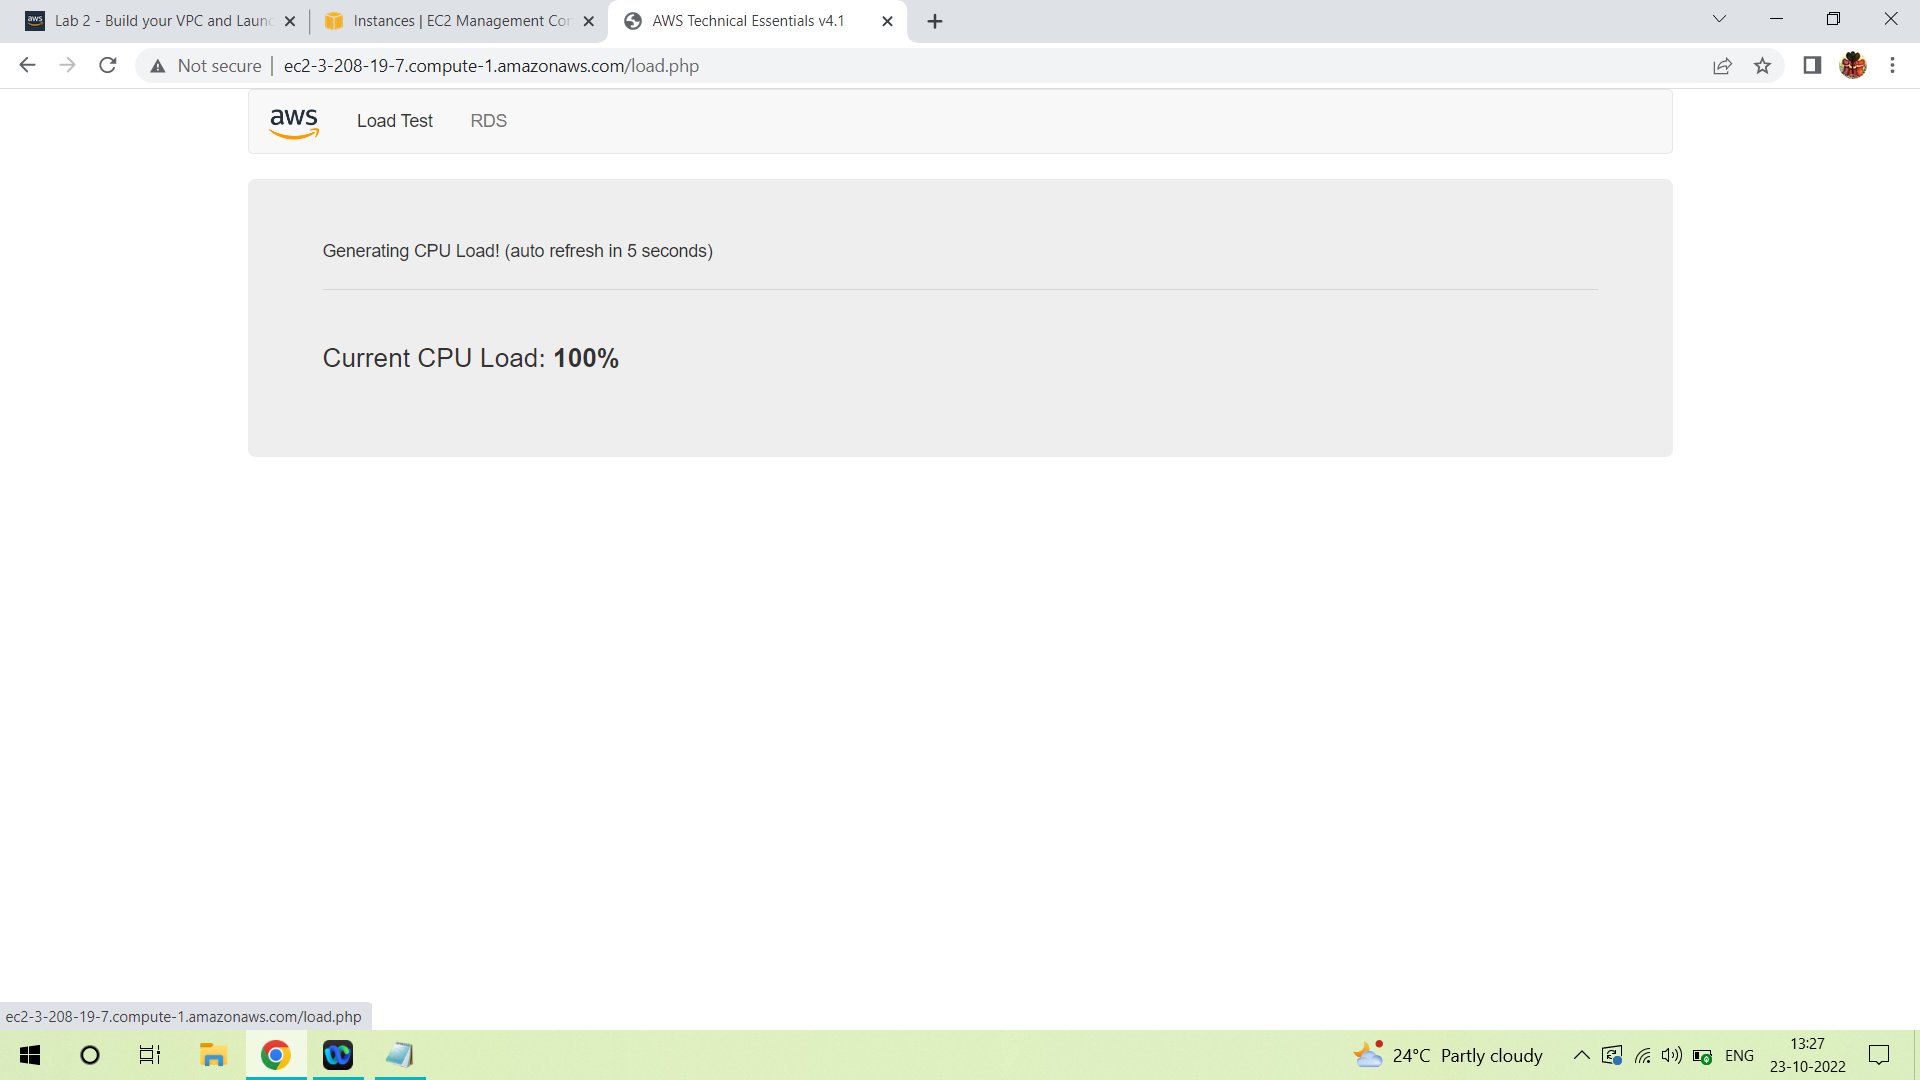 aws
Lab 2 - Build your VPC and Laun
Instances | EC2 Management Co
AWS Technical Essentials v4.1
Not secure
ec2-3-208-19-7.compute-1.amazonaws.com/load.php
aws
Load Test
RDS
Generating CPU Load! (auto refresh in 5 seconds)
Current CPU Load: 100%
ec2-3-208-19-7.compute-1.amazonaws.com/load.php
24°C Partly cloudy
ENG
13:27
23-10-2022